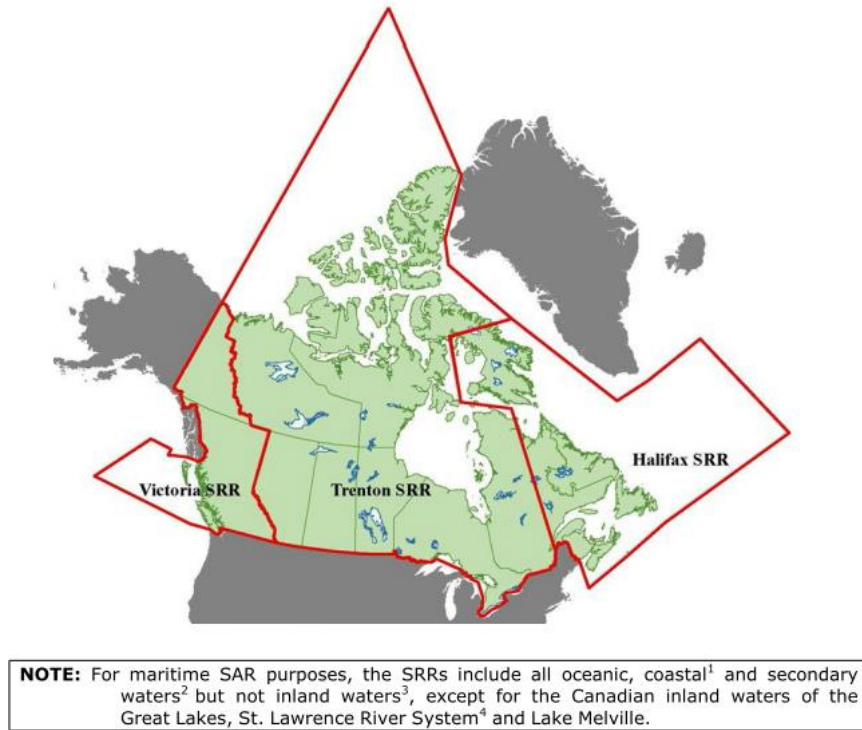 Halifax SRR
Victoria SRR
Trenton SRR
NOTE: For maritime SAR purposes, the SRRs include all oceanic, coastal¹ and secondary
waters² but not inland waters³, except for the Canadian inland waters of the
Great Lakes, St. Lawrence River System⁴ and Lake Melville.